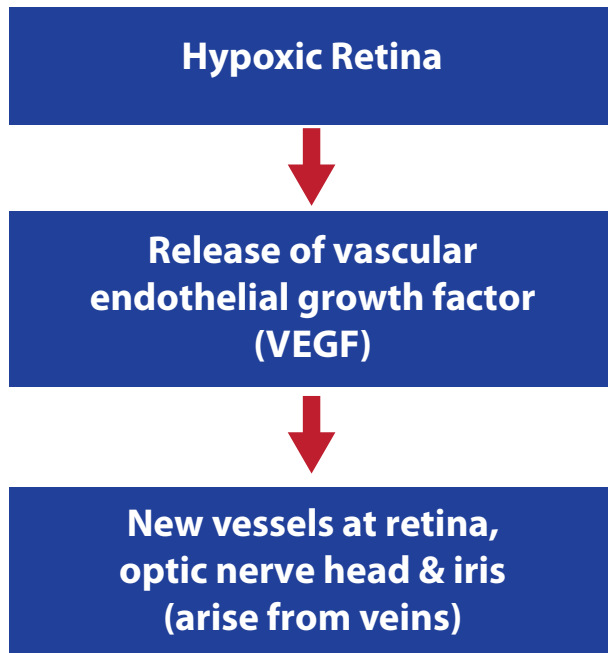 Hypoxic Retina
Release of vascular
endothelial growth factor
(VEGF)
New vessels at retina,
optic nerve head & iris
(arise from veins)